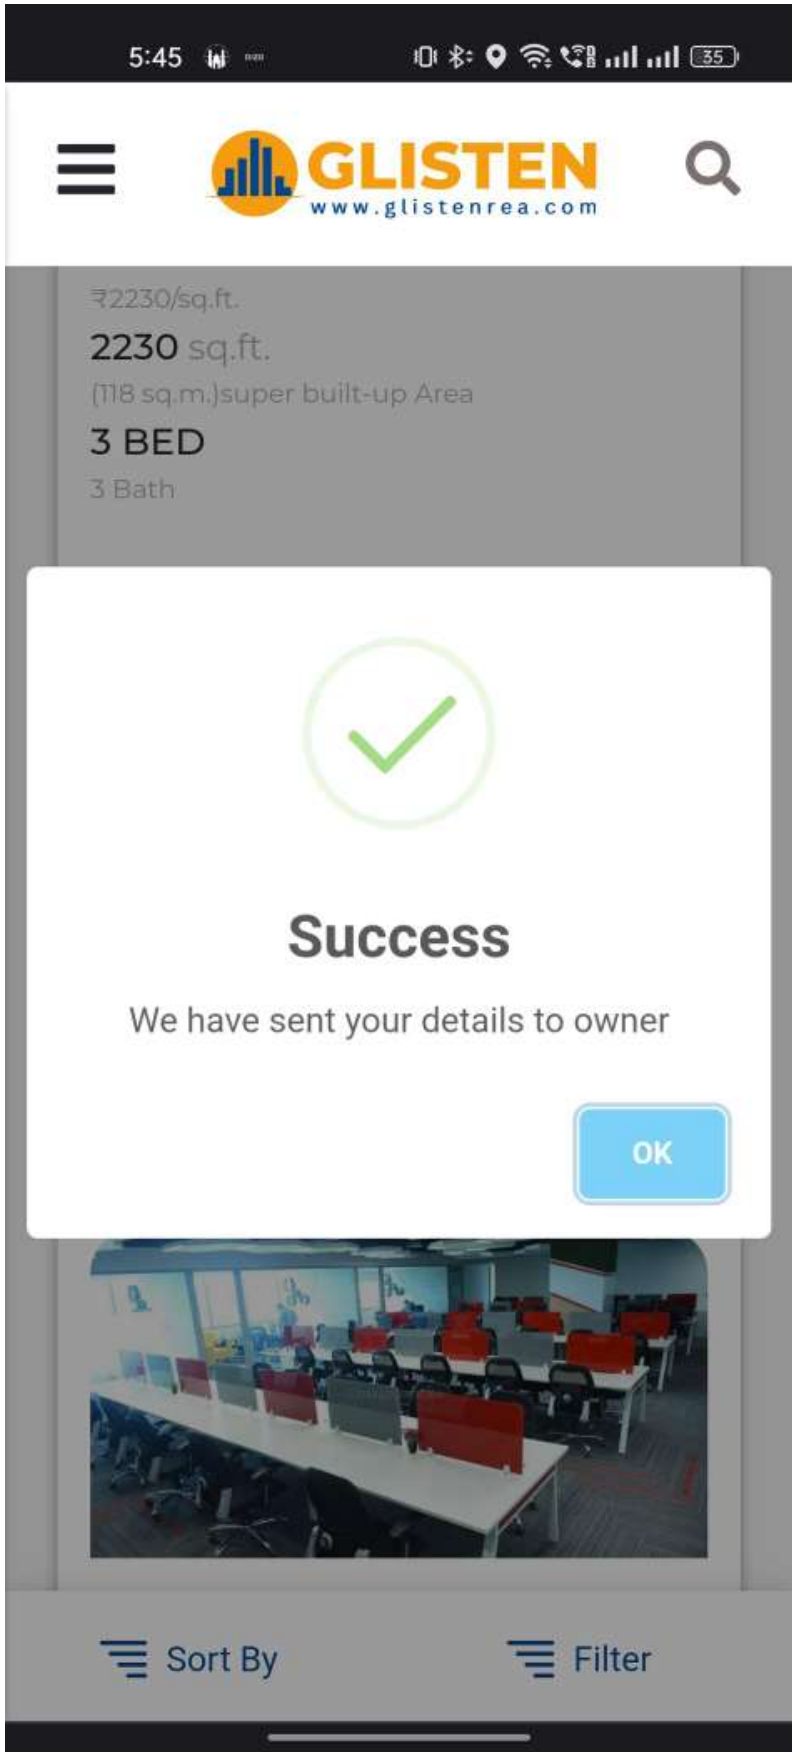 5:45
35
GLISTEN
www.glistenrea.com
₹2230/sq.ft.
2230 sq.ft.
(118 sq.m.)super built-up Area
3 BED
3 Bath
Success
We have sent your details to owner
OK
Sort By
Filter